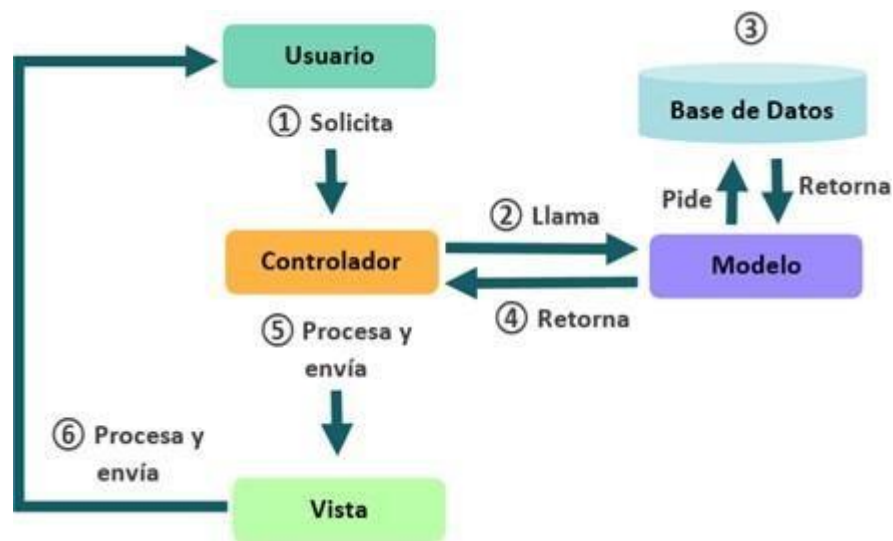 ③
Usuario
Base de Datos
① Solicita
Pide
Retorna
② Llama
Controlador
Modelo
④ Retorna
⑤ Procesa y
envía
⑥ Procesa y
envía
Vista